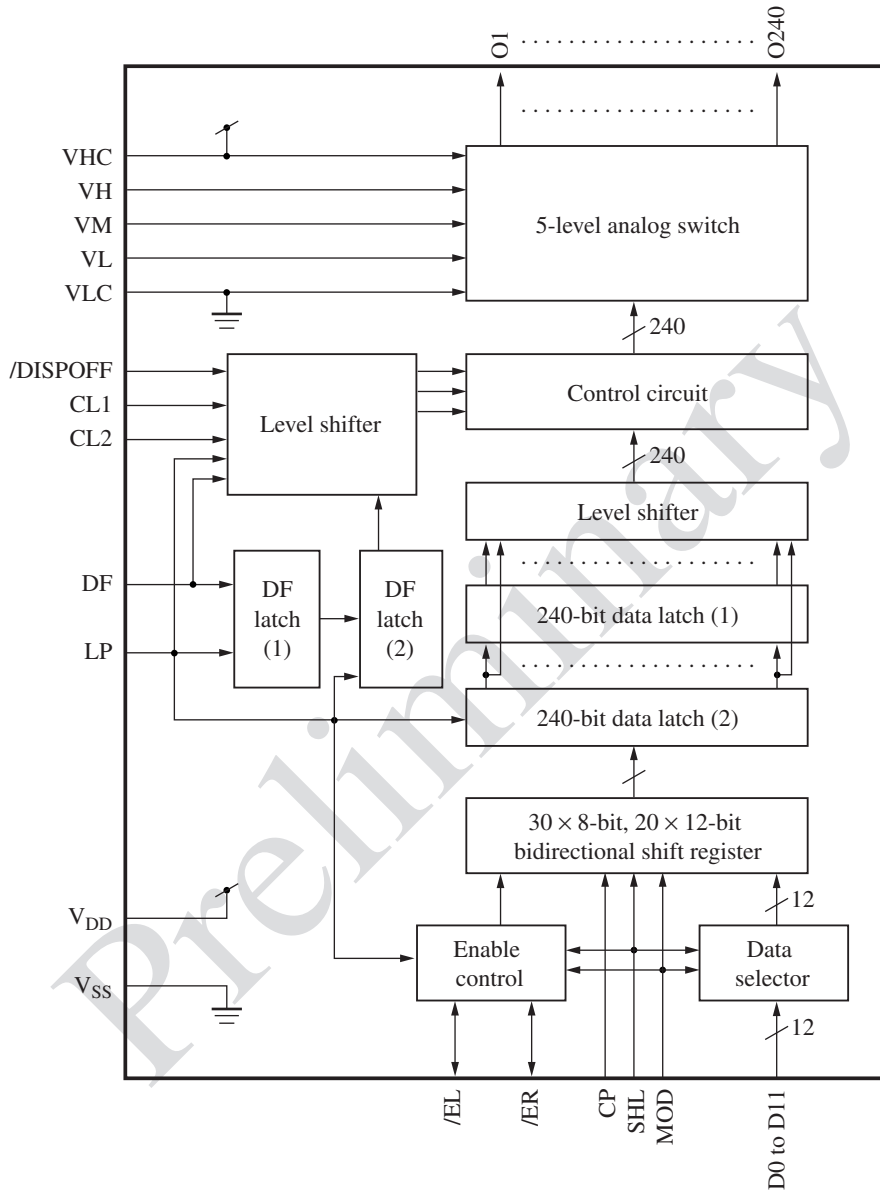 O1 ........................ O240
........................
VHC
VH
VM
VL
VLC
5-level analog switch
240
/DISPOFF
CL1
CL2
Level shifter
Control circuit
240
Level shifter
........................
DF
LP
DF
latch
(1)
DF
latch
(2)
240-bit data latch (1)
........................
240-bit data latch (2)
30 × 8-bit, 20 × 12-bit
bidirectional shift register
12
VDD
VSS
Enable
control
Data
selector
12
/EL
/ER
CP
SHL
MOD
D0 to D11
Preliminary